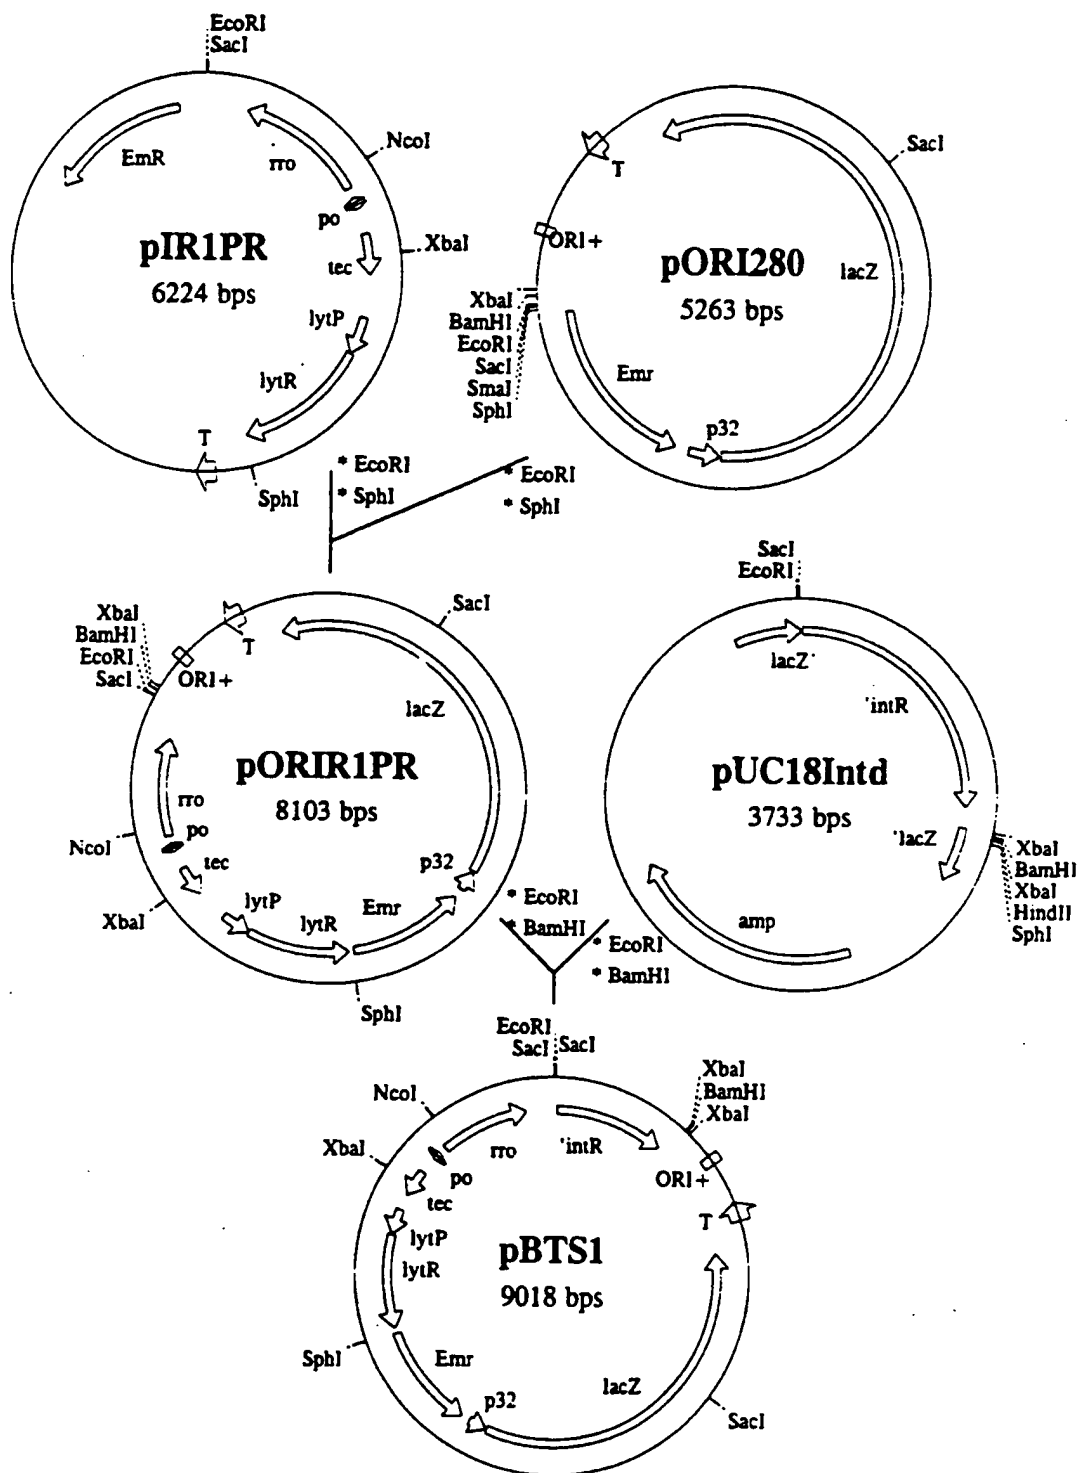 EcoRI
SacI
NcoI
EmR
rro
po
pIR1PR
6224 bps
XbaI
tec
lytP
lytR
T
SphI
SacI
T
ORI+
pORI280
5263 bps
lacZ
XbaI
BamHI
EcoRI
SacI
SmaI
SphI
Emr
p32
* EcoRI
* SphI
* EcoRI
* SphI
XbaI
BamHI
EcoRI
SacI
T
ORI+
SacI
lacZ
pORIR1PR
8103 bps
rro
NcoI
po
tec
XbaI
lytP
lytR
Emr
p32
SphI
SacI
EcoRI
lacZ'
'intR
pUC18Intd
3733 bps
'lacZ
XbaI
BamHI
XbaI
HindII
SphI
amp
* EcoRI
* BamHI
* EcoRI
* BamHI
EcoRI
SacI
SacI
XbaI
BamHI
XbaI
NcoI
rro
'intR
XbaI
po
ORI+
tec
T
lytP
pBTS1
lytR
9018 bps
SphI
Emr
p32
lacZ
SacI